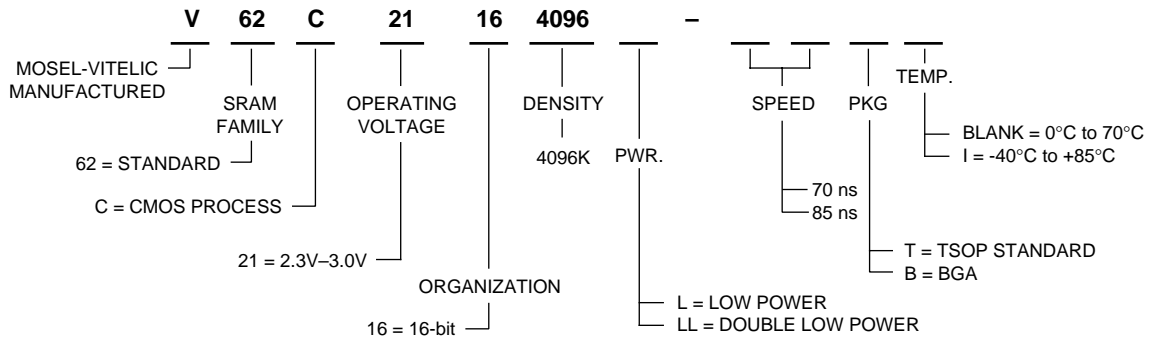 V 62 C 21 16 4096 –
MOSEL-VITELIC
MANUFACTURED
SRAM
FAMILY
62 = STANDARD
C = CMOS PROCESS
OPERATING
VOLTAGE
21 = 2.3V–3.0V
ORGANIZATION
16 = 16-bit
DENSITY
4096K
PWR.
L = LOW POWER
LL = DOUBLE LOW POWER
SPEED
70 ns
85 ns
PKG
T = TSOP STANDARD
B = BGA
TEMP.
BLANK = 0°C to 70°C
I = -40°C to +85°C